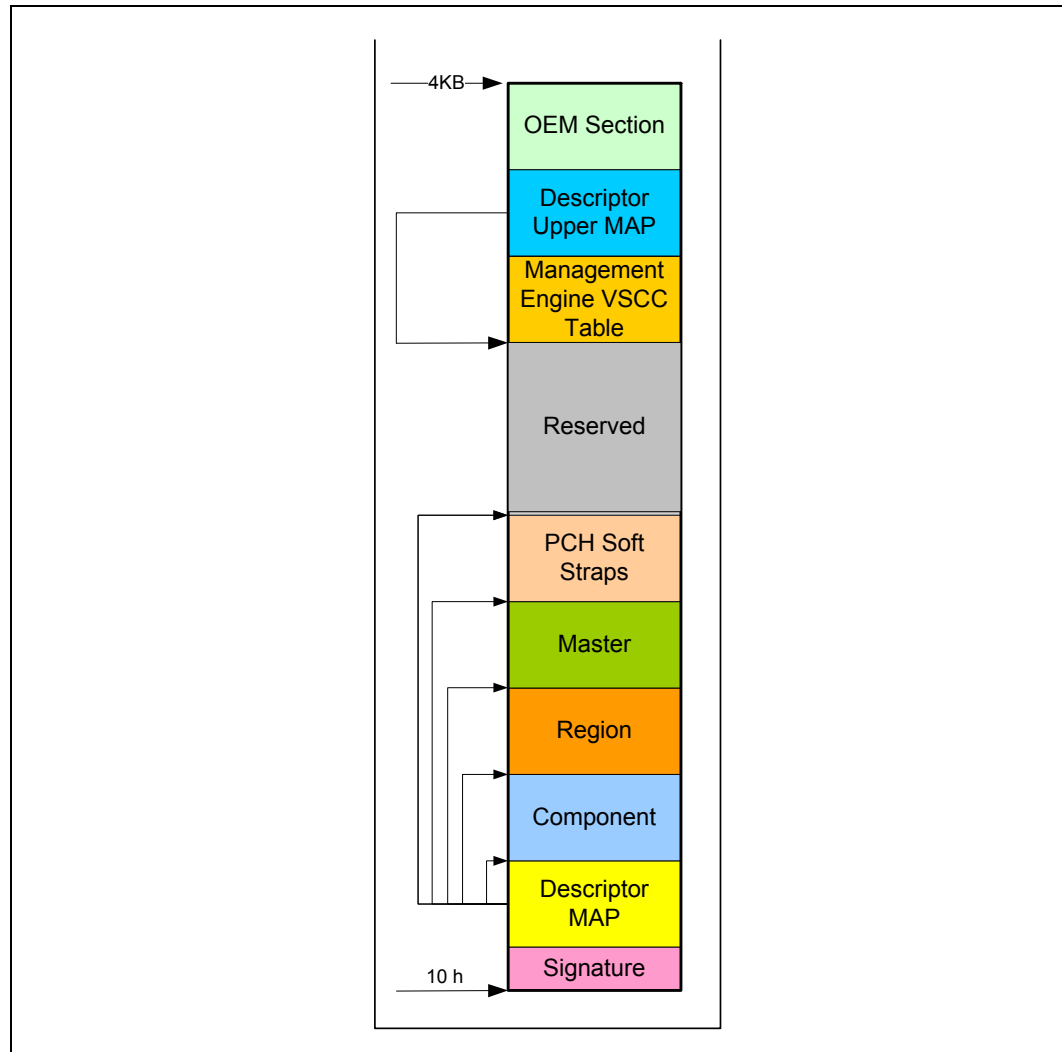 4KB
OEM Section
Descriptor
Upper MAP
Management
Engine VSCC
Table
Reserved
PCH Soft
Straps
Master
Region
Component
Descriptor
MAP
Signature
10 h